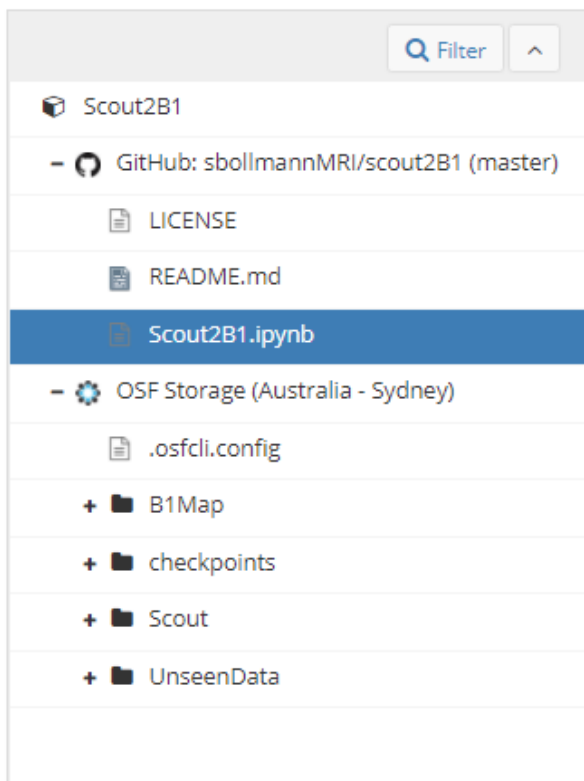 Filter
Scout2B1
GitHub: sbollmannMRI/scout2B1 (master)
LICENSE
README.md
Scout2B1.ipynb
OSF Storage (Australia - Sydney)
.osfcli.config
B1Map
checkpoints
Scout
UnseenData